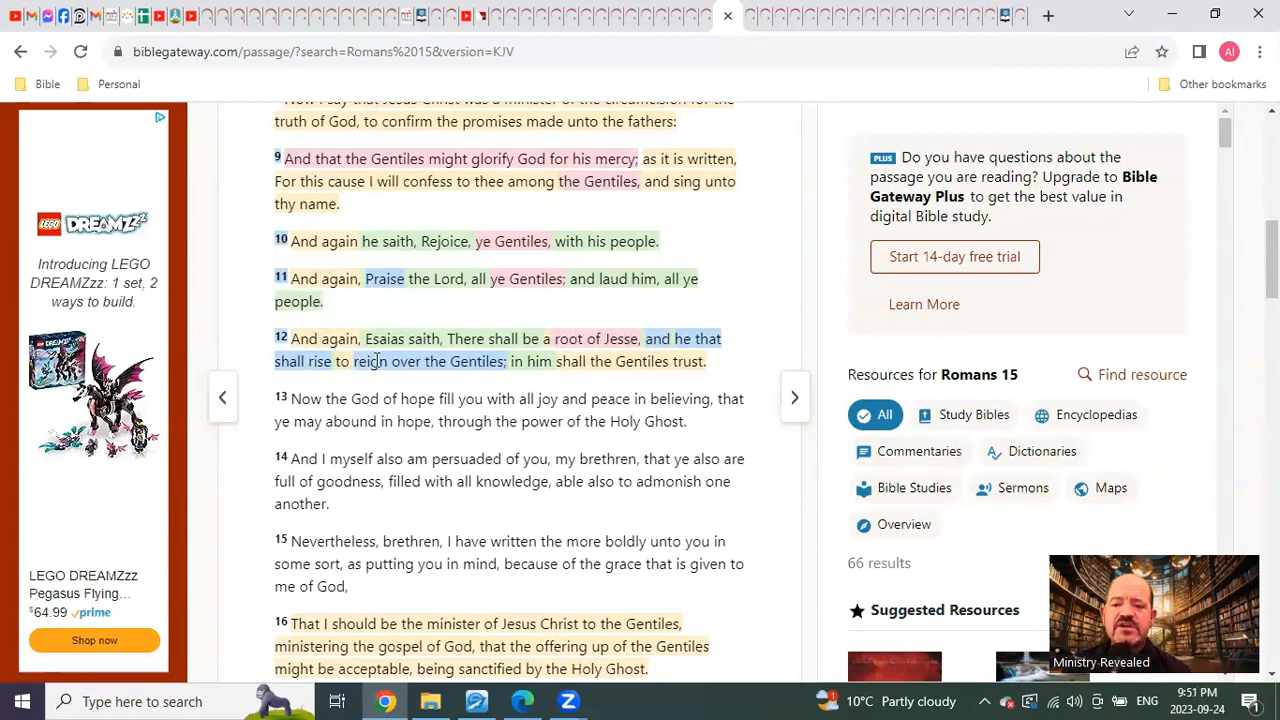 biblegateway.com/passage/?search=Romans%2015&version=KJV
AI
Bible
Personal
Other bookmarks
Now I say that Jesus Christ was a minister of the circumcision for the
truth of God, to confirm the promises made unto the fathers:
9 And that the Gentiles might glorify God for his mercy; as it is written,
For this cause I will confess to thee among the Gentiles, and sing unto
thy name.
10 And again he saith, Rejoice, ye Gentiles, with his people.
11 And again, Praise the Lord, all ye Gentiles; and laud him, all ye
people.
12 And again, Esaias saith, There shall be a root of Jesse, and he that
shall rise to reign over the Gentiles; in him shall the Gentiles trust.
13 Now the God of hope fill you with all joy and peace in believing, that
ye may abound in hope, through the power of the Holy Ghost.
14 And I myself also am persuaded of you, my brethren, that ye also are
full of goodness, filled with all knowledge, able also to admonish one
another.
15 Nevertheless, brethren, I have written the more boldly unto you in
some sort, as putting you in mind, because of the grace that is given to
me of God,
16 That I should be the minister of Jesus Christ to the Gentiles,
ministering the gospel of God, that the offering up of the Gentiles
might be acceptable, being sanctified by the Holy Ghost.
LEGO DREAMZzz
Introducing LEGO
DREAMZzz: 1 set, 2
ways to build.
LEGO DREAMZzz
Pegasus Flying...
$64.99 prime
Shop now
PLUS Do you have questions about the
passage you are reading? Upgrade to Bible
Gateway Plus to get the best value in
digital Bible study.
Start 14-day free trial
Learn More
Resources for Romans 15
Find resource
All
Study Bibles
Encyclopedias
Commentaries
Dictionaries
Bible Studies
Sermons
Maps
Overview
66 results
Suggested Resources
Ministry Revealed
Type here to search
10°C Partly cloudy
ENG
9:51 PM
2023-09-24
1